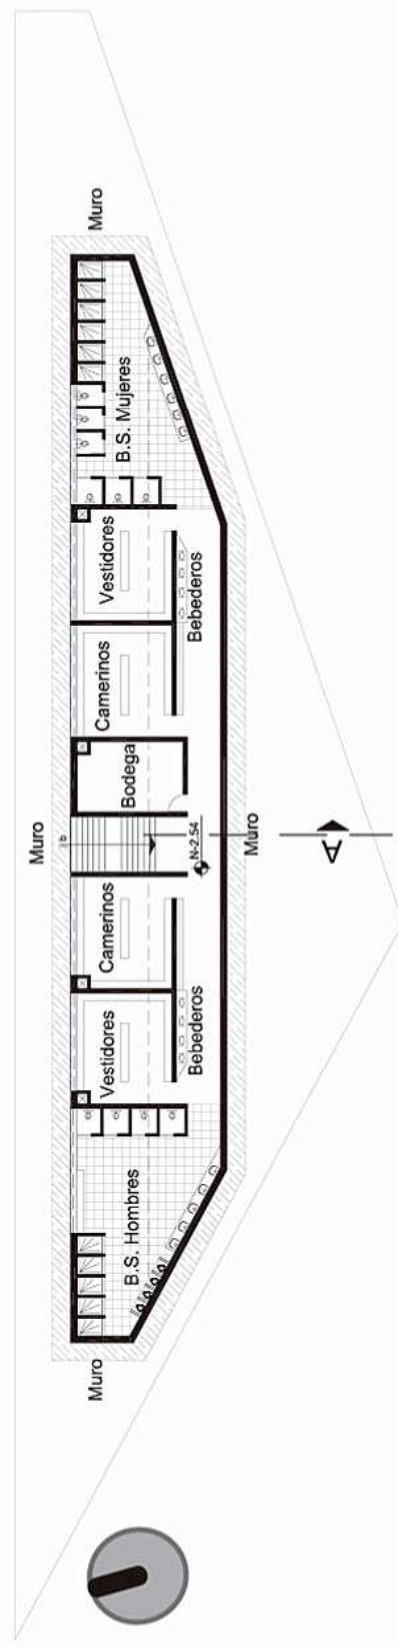 Muro
B.S. Mujeres
Vestidores
Bebederos
Camerinos
Bodega
Muro
b
N-2.54
Muro
A
Camerinos
Vestidores
Bebederos
B.S. Hombres
Muro